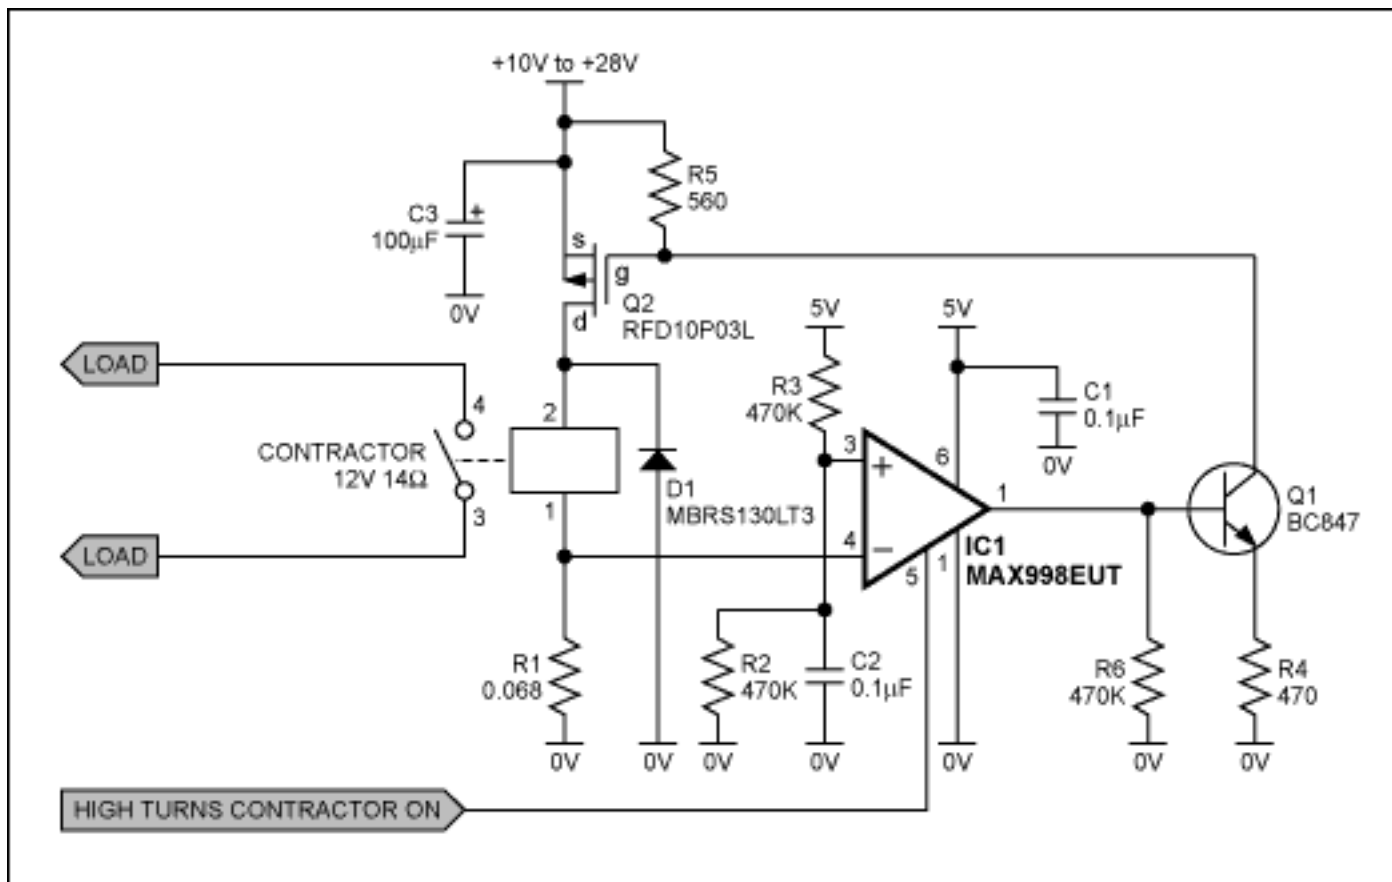 +10V to +28V
R5
560
C3
+
100µF
s
g
0V
Q2
d
RFD10P03L
5V
5V
LOAD
R3
470K
C1
0.1µF
4
2
3
6
0V
CONTRACTOR
12V 14Ω
+
1
Q1
BC847
D1
MBRS130LT3
3
1
4
−
IC1
MAX998EUT
5
1
LOAD
R1
0.068
R2
470K
C2
0.1µF
R6
470K
R4
470
0V
0V
0V
0V
0V
0V
0V
HIGH TURNS CONTRACTOR ON